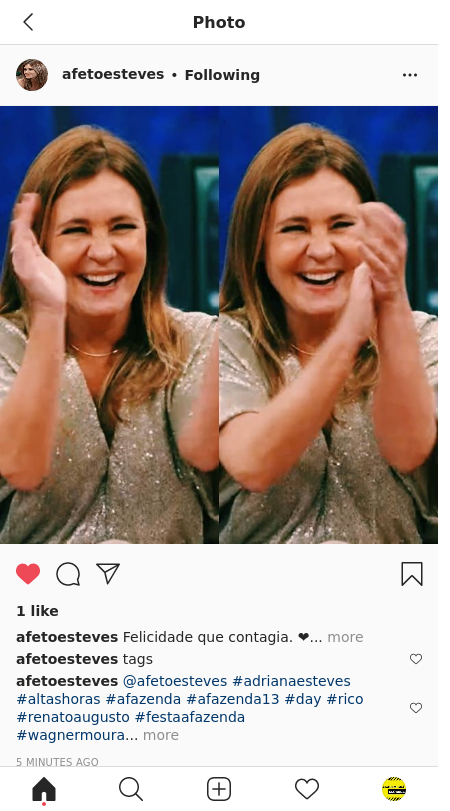 Photo
afetoesteves • Following
1 like
afetoesteves Felicidade que contagia. ❤... more
afetoesteves tags
afetoesteves @afetoesteves #adrianaesteves
#altashoras #afazenda #afazenda13 #day #rico
#renatoaugusto #festaafazenda
#wagnermoura... more
5 MINUTES AGO